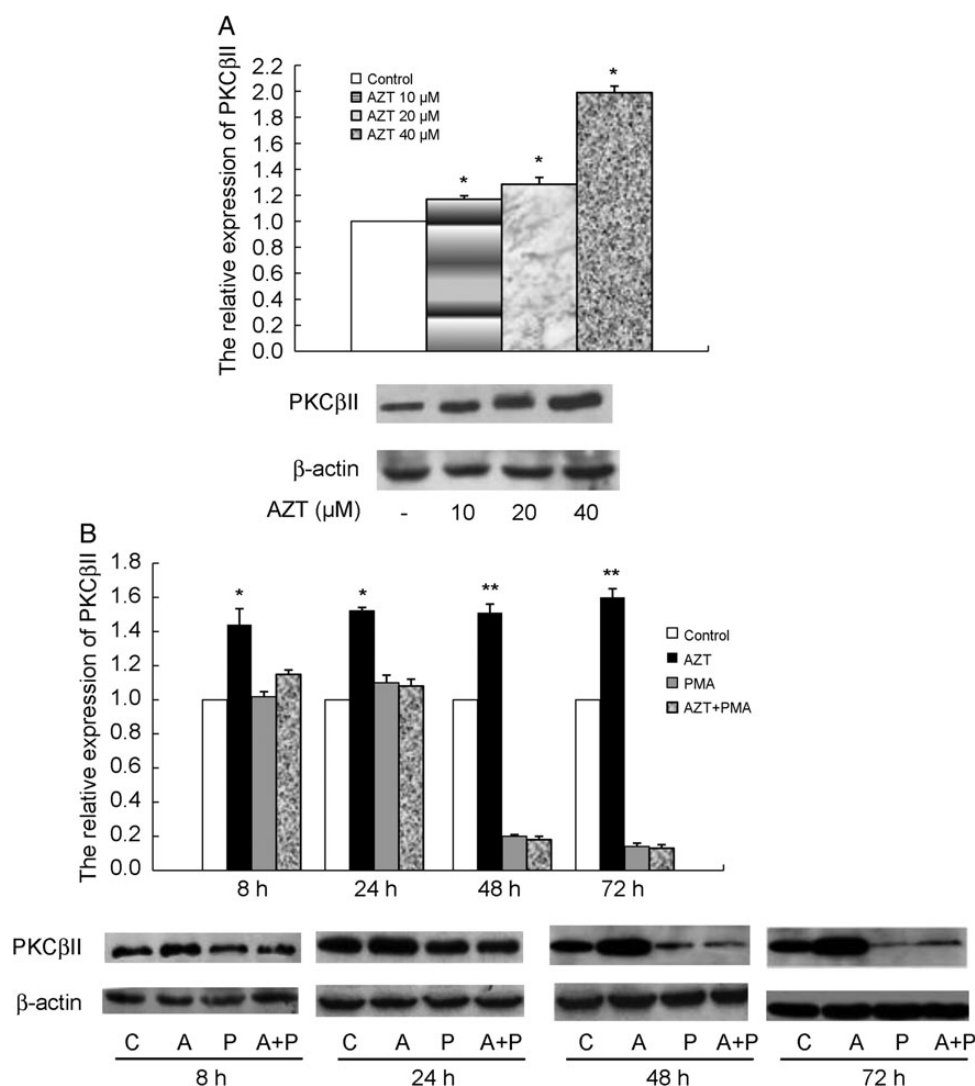 A
The relative expression of PKCβII
2.2
2.0
1.8
1.6
1.4
1.2
1.0
0.8
0.6
0.4
0.2
0.0
Control
AZT 10 μM
AZT 20 μM
AZT 40 μM
*
*
*
PKCβII
β-actin
AZT (μM) - 10 20 40
B
The relative expression of PKCβII
1.8
1.6
1.4
1.2
1.0
0.8
0.6
0.4
0.2
0.0
* * ** **
Control
AZT
PMA
AZT+PMA
8 h 24 h 48 h 72 h
PKCβII
β-actin
C A P A+P C A P A+P C A P A+P C A P A+P
8 h 24 h 48 h 72 h